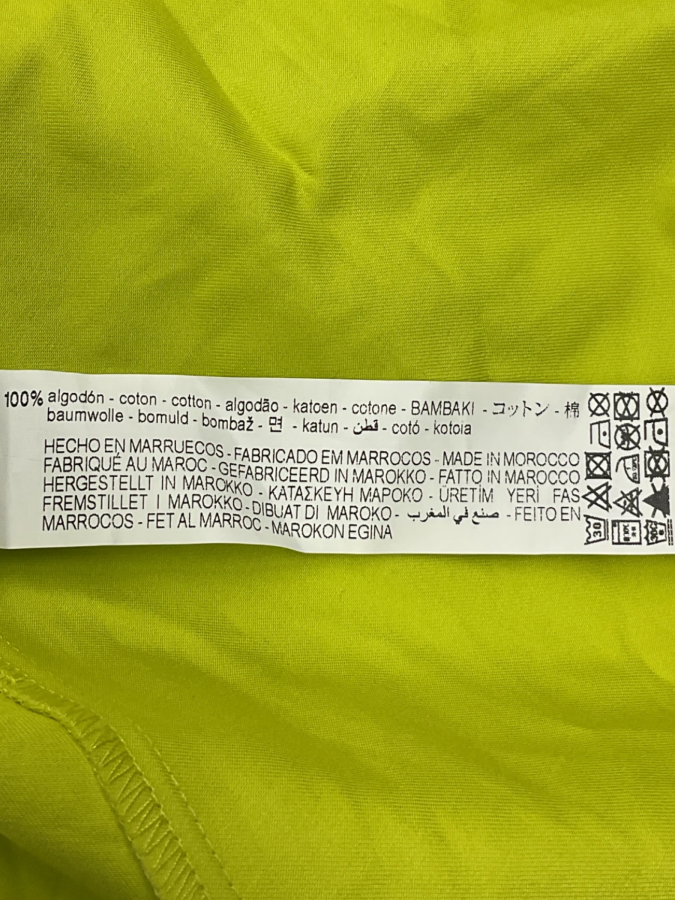 100% algodón - coton - cotton - algodão - katoen - cotone - BAMBAKI - コットン - 棉
baumwolle - bomuld - bombaž - 면 - katun - قطن - cotó - kotoia
HECHO EN MARRUECOS - FABRICADO EM MARROCOS - MADE IN MOROCCO
FABRIQUÉ AU MAROC - GEFABRICEERD IN MAROKKO - FATTO IN MAROCCO
HERGESTELLT IN MAROKKO - ΚΑΤΑΣΚΕΥΗ ΜΑΡΟΚΟ - ÜRETİM YERİ FAS
FREMSTILLET I MAROKKO - DIBUAT DI MAROKO - صنع في المغرب - FEITO EN
MARROCOS - FET AL MARROC - MAROKON EGINA
30